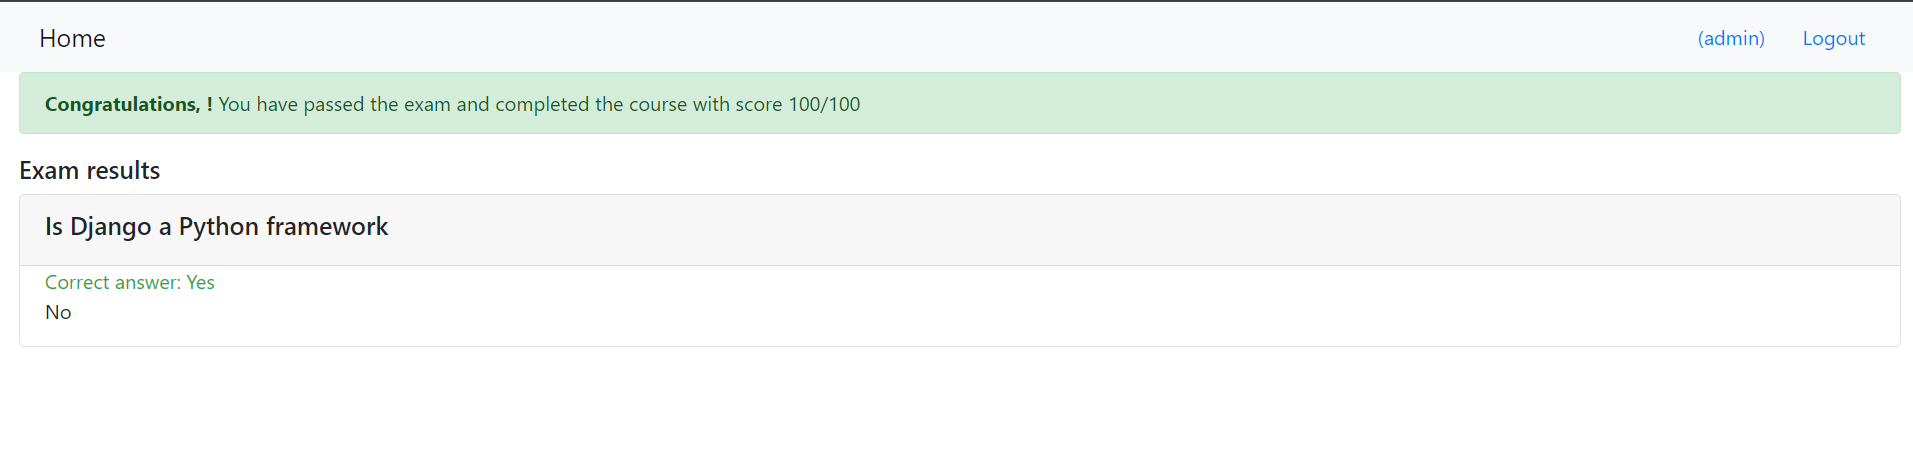 Home (admin) Logout
Congratulations, ! You have passed the exam and completed the course with score 100/100
Exam results
Is Django a Python framework
Correct answer: Yes
No